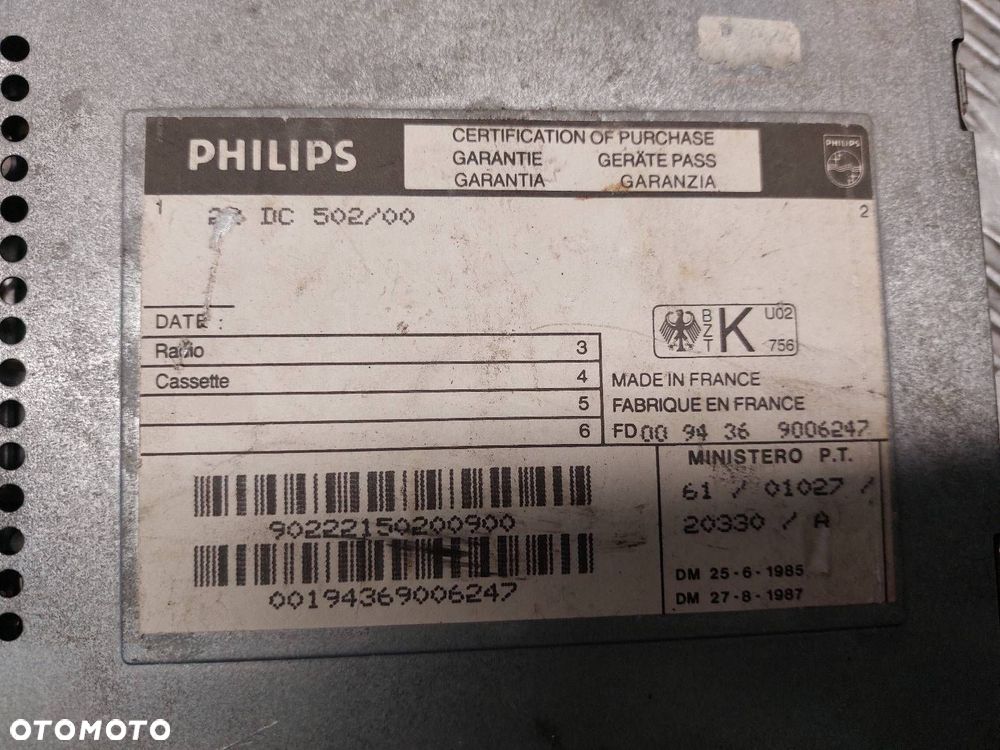 PHILIPS
CERTIFICATION OF PURCHASE
GARANTIE GERÄTE PASS
GARANTIA GARANZIA
PHILIPS
1
2
DC 502/00
DATE :
BZT K U02 756
Radio 3
Cassette 4
5
6
MADE IN FRANCE
FABRIQUE EN FRANCE
FD 00 94 36 9006247
MINISTERO P.T.
61 / 01027 /
20330 / A
DM 25-6-1985
DM 27-8-1987
90222150200900
00194369006247
OTOMOTO